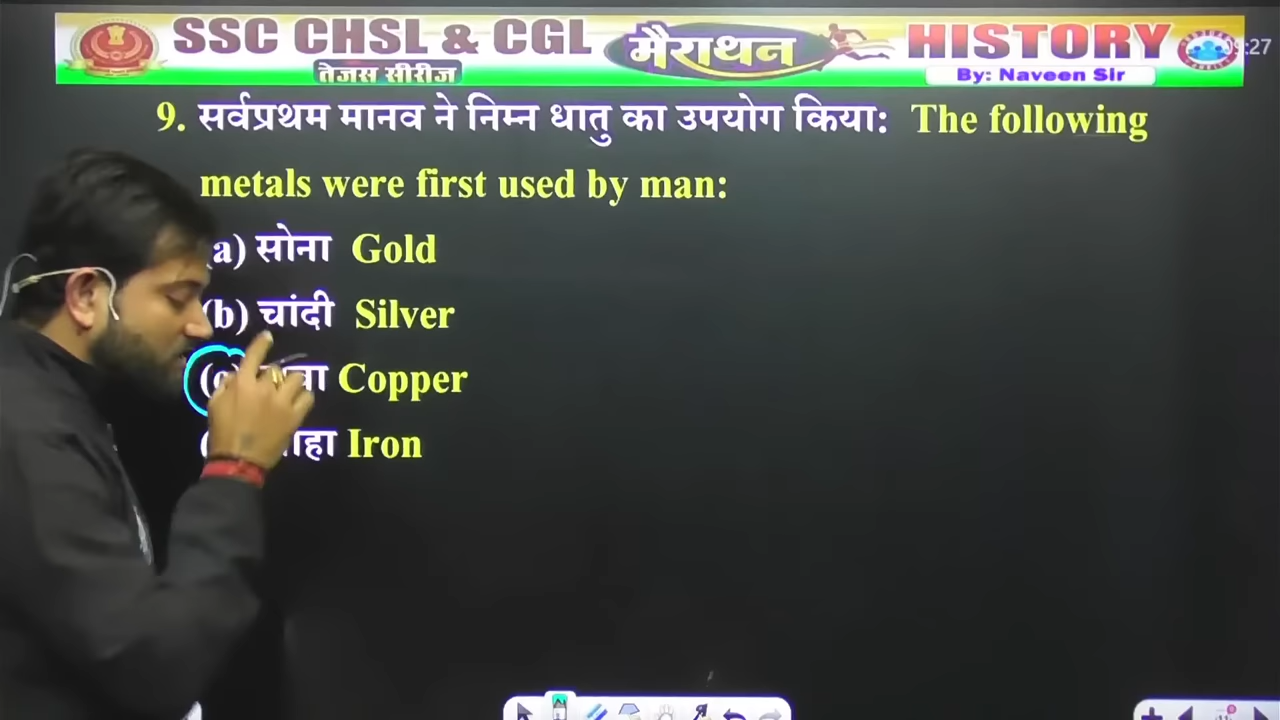 SSC CHSL & CGL मैराथन HISTORY
तेजस सीरीज By: Naveen Sir
:27
9. सर्वप्रथम मानव ने निम्न धातु का उपयोग किया: The following
metals were first used by man:
a) सोना Gold
(b) चांदी Silver
Copper
Iron